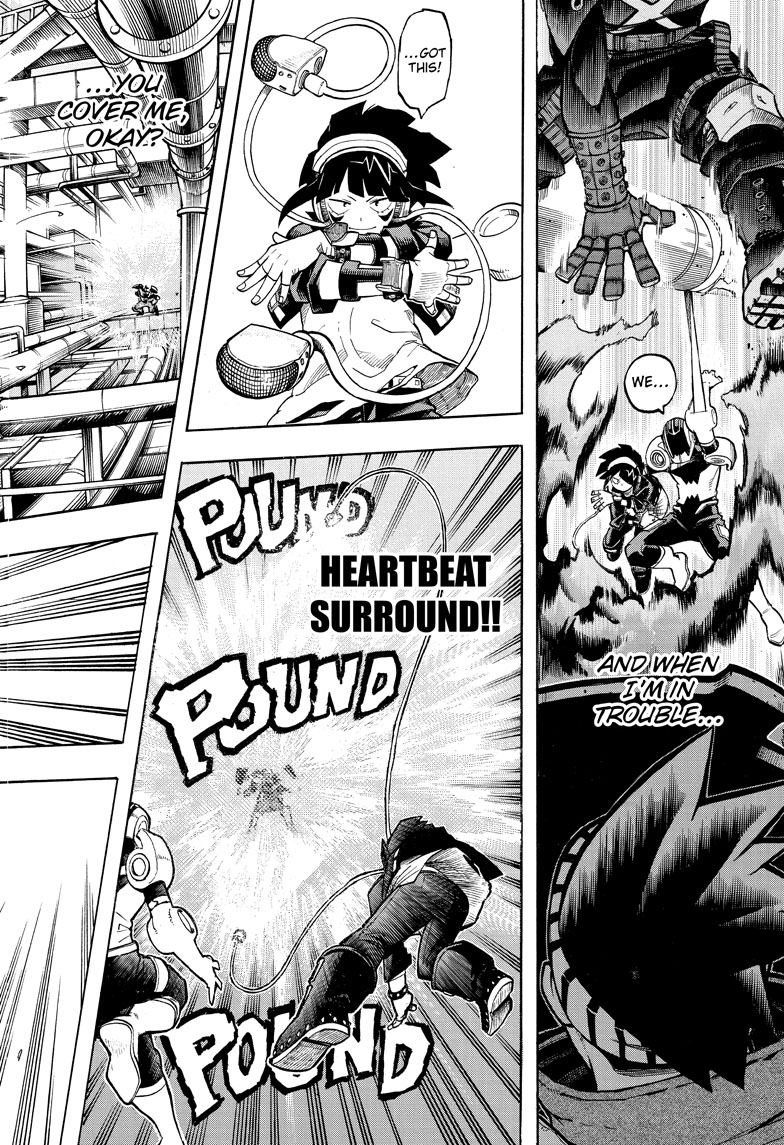 WE...
AND WHEN
I'M IN
TROUBLE...
...GOT
THIS!
HEARTBEAT
SURROUND!!
POUND
POUND
POUND
...YOU
COVER ME,
OKAY?